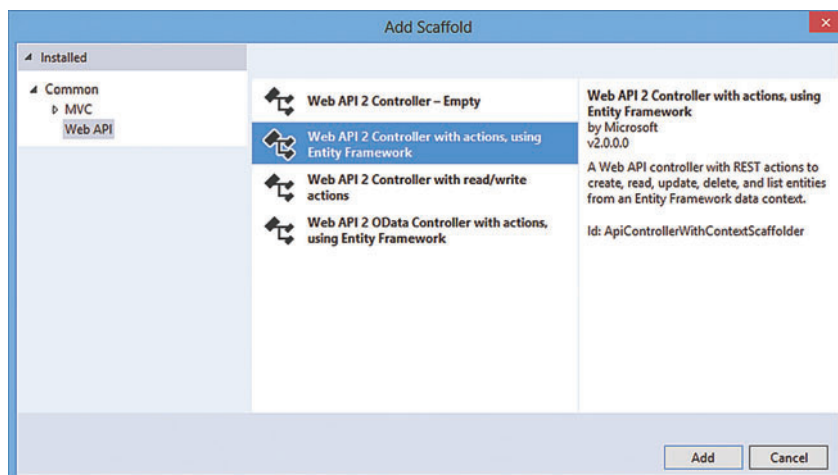 Add Scaffold
Installed
Common
MVC
Web API
Web API 2 Controller – Empty
Web API 2 Controller with actions, using
Entity Framework
Web API 2 Controller with read/write
actions
Web API 2 OData Controller with actions,
using Entity Framework
Web API 2 Controller with actions, using
Entity Framework
by Microsoft
v2.0.0.0
A Web API controller with REST actions to
create, read, update, delete, and list entities
from an Entity Framework data context.
Id: ApiControllerWithContextScaffolder
Add
Cancel